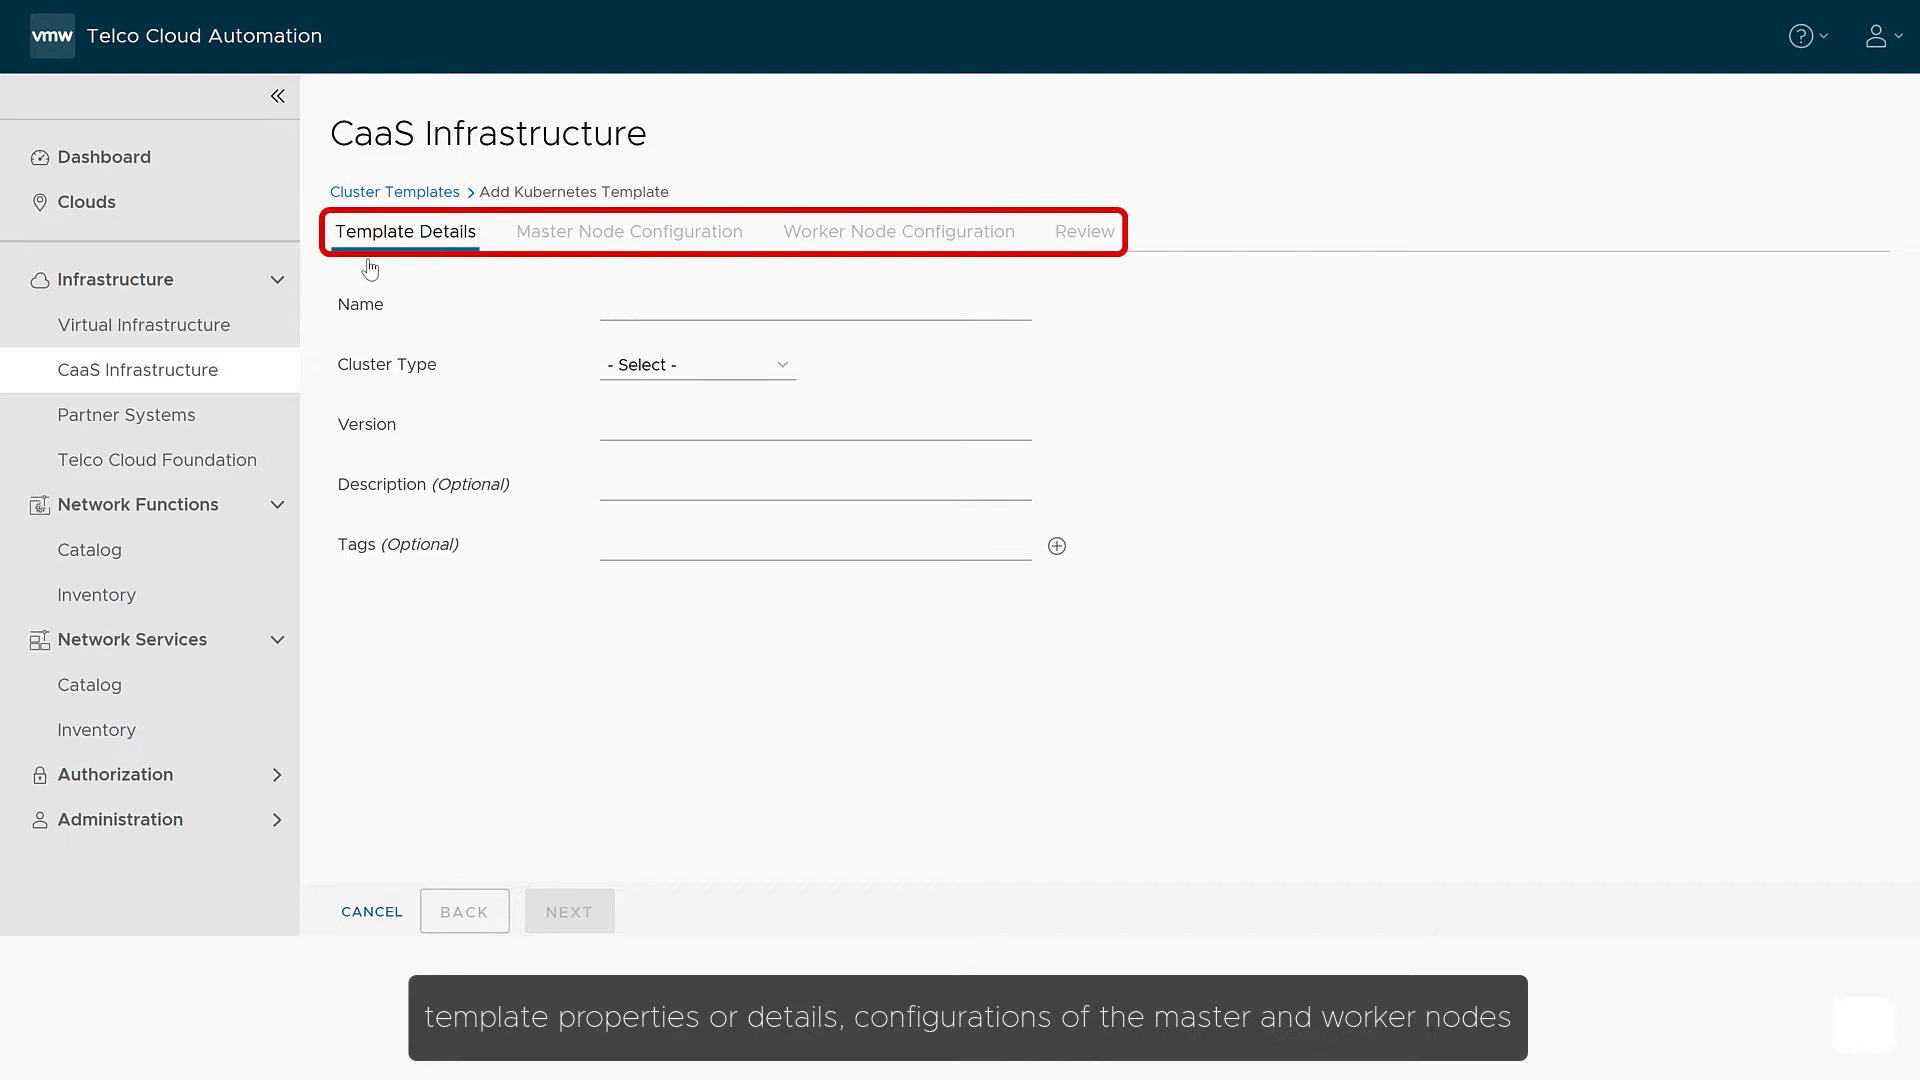 vmw Telco Cloud Automation
Dashboard
Clouds
Infrastructure
Virtual Infrastructure
CaaS Infrastructure
Partner Systems
Telco Cloud Foundation
Network Functions
Catalog
Inventory
Network Services
Catalog
Inventory
Authorization
Administration
CaaS Infrastructure
Cluster Templates > Add Kubernetes Template
Template Details Master Node Configuration Worker Node Configuration Review
Name
Cluster Type - Select -
Version
Description (Optional)
Tags (Optional)
CANCEL BACK NEXT
template properties or details, configurations of the master and worker nodes